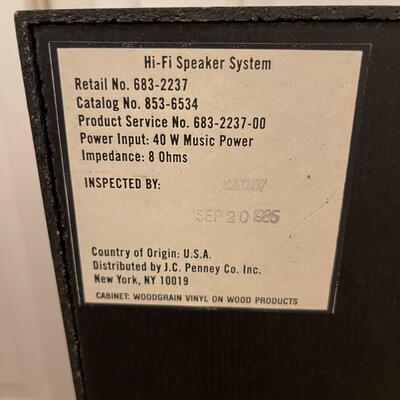 Hi-Fi Speaker System
Retail No. 683-2237
Catalog No. 853-6534
Product Service No. 683-2237-00
Power Input: 40 W Music Power
Impedance: 8 Ohms
INSPECTED BY: KATHY
SEP 20 1985
Country of Origin: U.S.A.
Distributed by J.C. Penney Co. Inc.
New York, NY 10019
CABINET: WOODGRAIN VINYL ON WOOD PRODUCTS